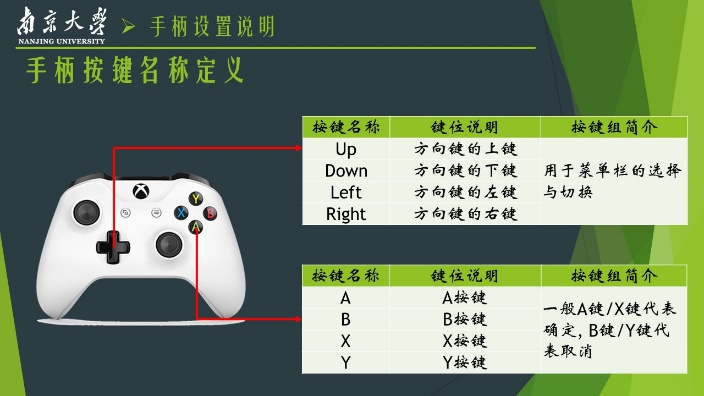 南京大学
NANJING UNIVERSITY
手柄设置说明
手柄按键名称定义
按键名称 键位说明 按键组简介
Up 方向键的上键
Down 方向键的下键
Left 方向键的左键
Right 方向键的右键
用于菜单栏的选择
与切换
Y
X B
A
按键名称 键位说明 按键组简介
A A按键
B B按键
X X按键
Y Y按键
一般A键/X键代表
确定, B键/Y键代
表取消